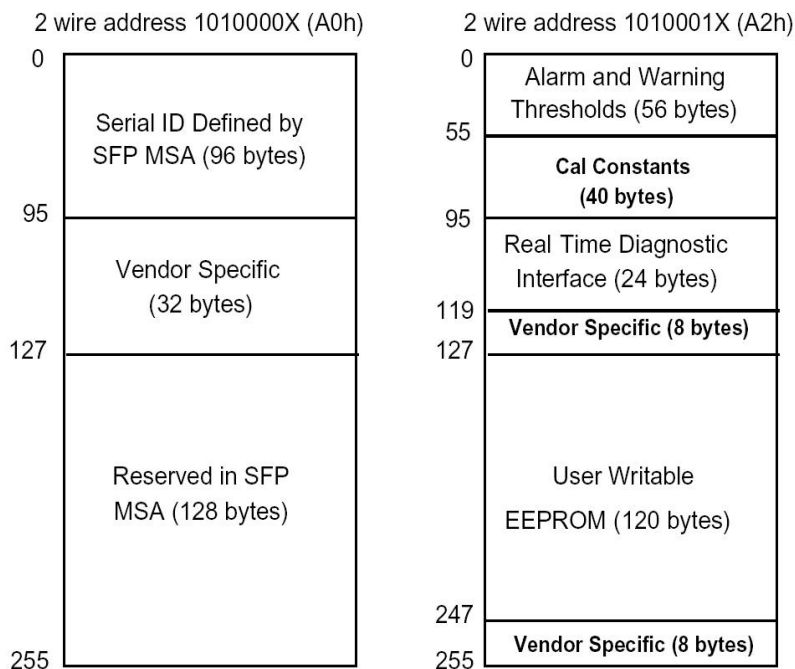 2 wire address 1010000X (A0h)
0
Serial ID Defined by
SFP MSA (96 bytes)
95
Vendor Specific
(32 bytes)
127
Reserved in SFP
MSA (128 bytes)
255
2 wire address 1010001X (A2h)
0
Alarm and Warning
Thresholds (56 bytes)
55
Cal Constants
(40 bytes)
95
Real Time Diagnostic
Interface (24 bytes)
119
Vendor Specific (8 bytes)
127
User Writable
EEPROM (120 bytes)
247
Vendor Specific (8 bytes)
255